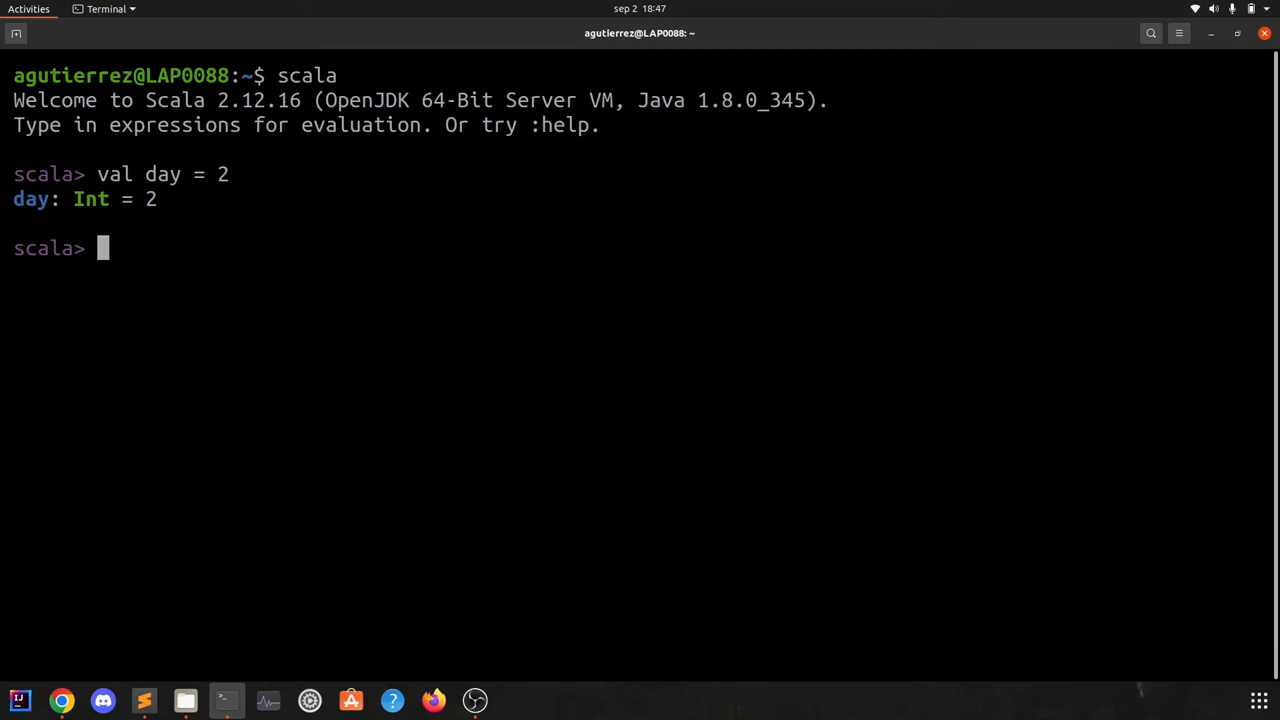 Activities Terminal sep 2 18:47
agutierrez@LAP0088: ~
agutierrez@LAP0088:~$ scala
Welcome to Scala 2.12.16 (OpenJDK 64-Bit Server VM, Java 1.8.0_345).
Type in expressions for evaluation. Or try :help.
scala> val day = 2
day: Int = 2
scala>